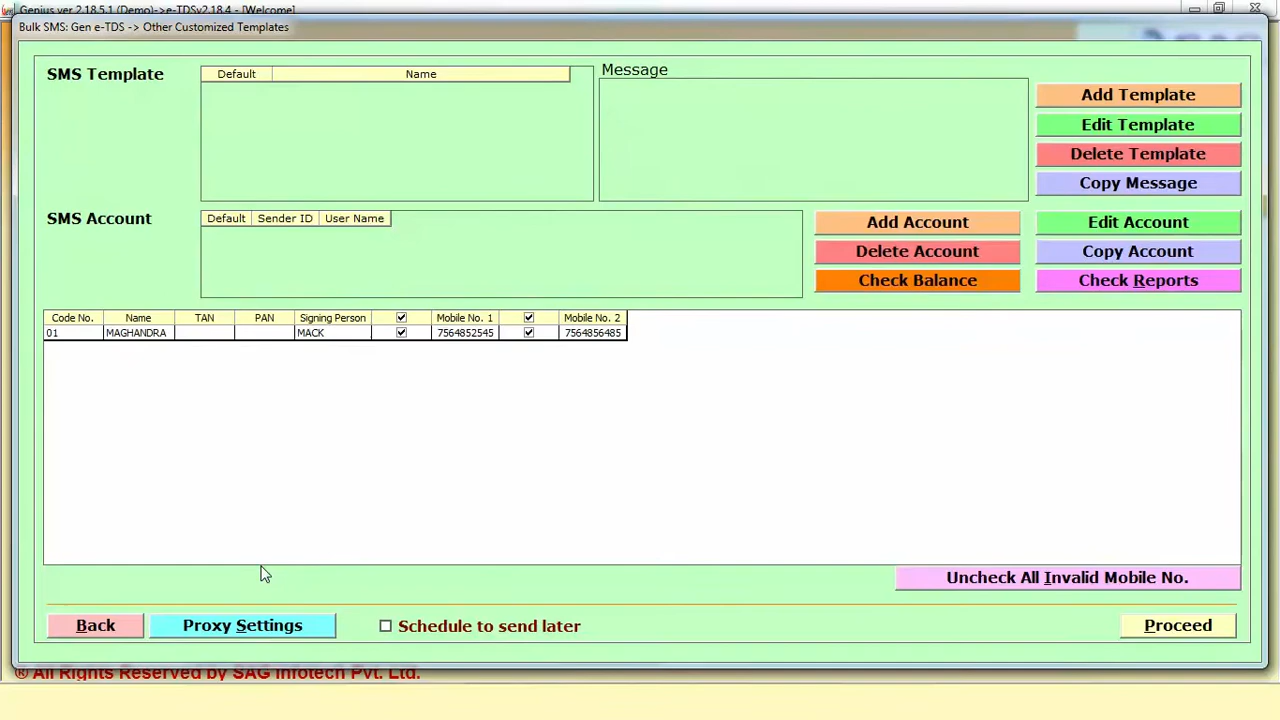 Genius ver 2.18.5.1 (Demo)->e-TDSv2.18.4 - [Welcome]
Bulk SMS: Gen e-TDS -> Other Customized Templates
SMS Template
Default Name
Message
Add Template
Edit Template
Delete Template
Copy Message
SMS Account
Default Sender ID User Name
Add Account Edit Account
Delete Account Copy Account
Check Balance Check Reports
Code No. Name TAN PAN Signing Person Mobile No. 1 Mobile No. 2
01 MAGHANDRA MACK 7564852545 7564856485
Uncheck All Invalid Mobile No.
Back Proxy Settings Schedule to send later Proceed
® All Rights Reserved by SAG Infotech Pvt. Ltd.